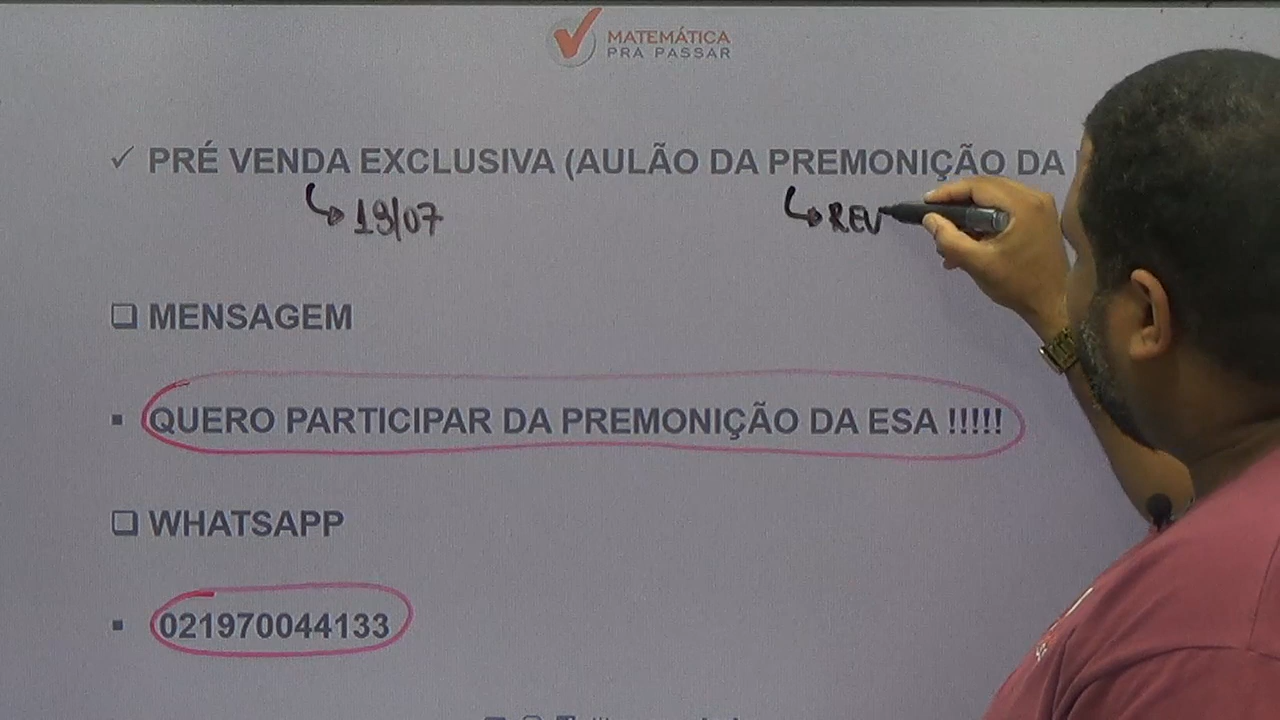 MATEMÁTICA
PRA PASSAR
✓ PRÉ VENDA EXCLUSIVA (AULÃO DA PREMONIÇÃO DA
19/07
REV
❑ MENSAGEM
▪ QUERO PARTICIPAR DA PREMONIÇÃO DA ESA !!!!!
❑ WHATSAPP
▪ 021970044133